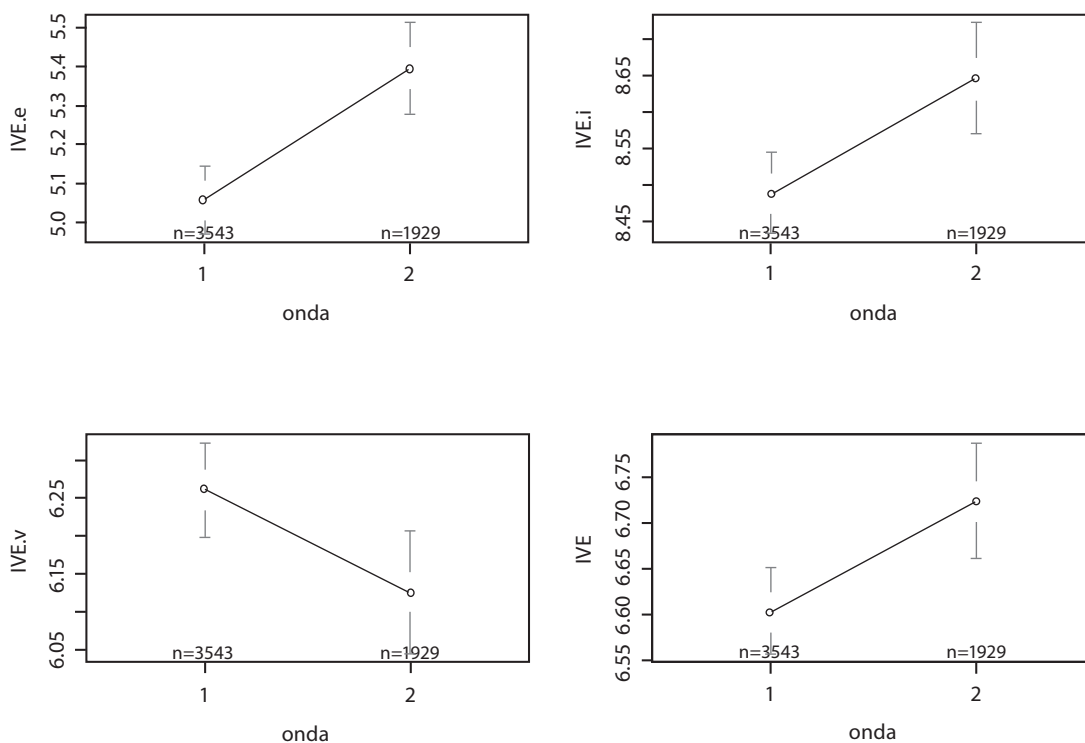 IVE.e
5.5
5.4
5.3
5.2
5.1
5.0
n=3543
n=1929
1
2
onda
IVE.i
8.65
8.55
8.45
n=3543
n=1929
1
2
onda
IVE.v
6.25
6.15
6.05
n=3543
n=1929
1
2
onda
IVE
6.75
6.70
6.65
6.60
6.55
n=3543
n=1929
1
2
onda